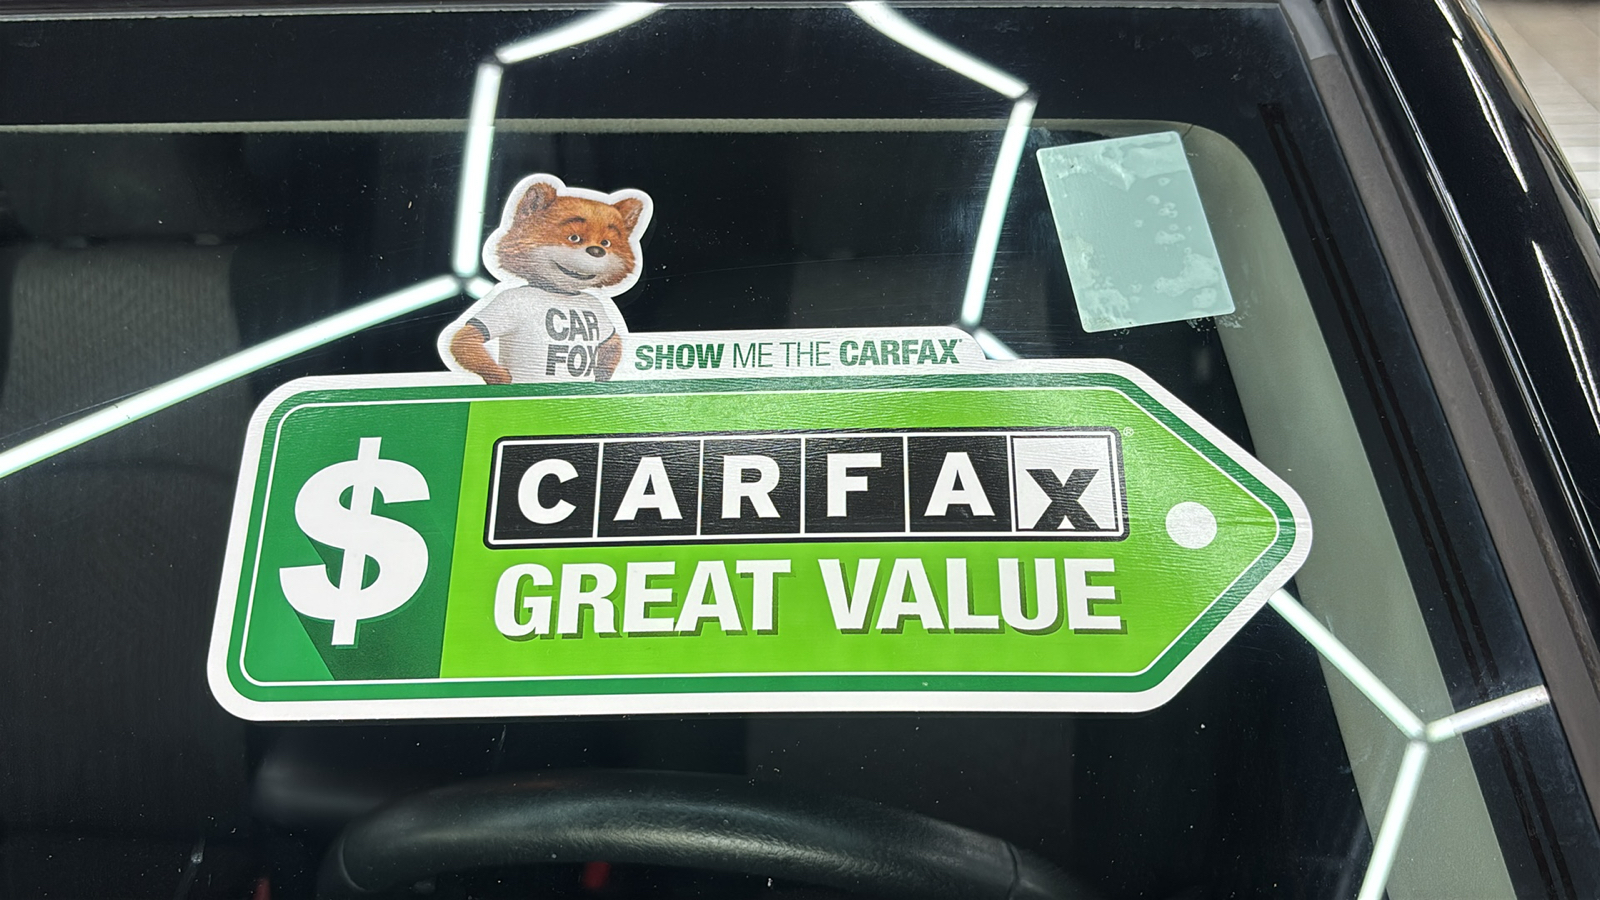 CAR
FOX
SHOW ME THE CARFAX
$
CARFAX®
GREAT VALUE